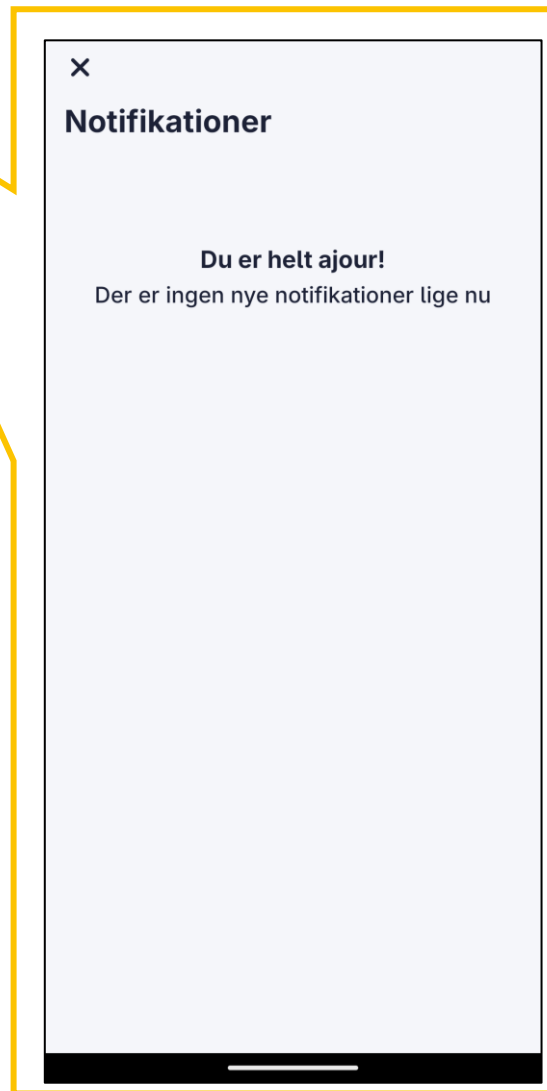 Notifikationer
Du er helt ajour!
Der er ingen nye notifikationer lige nu